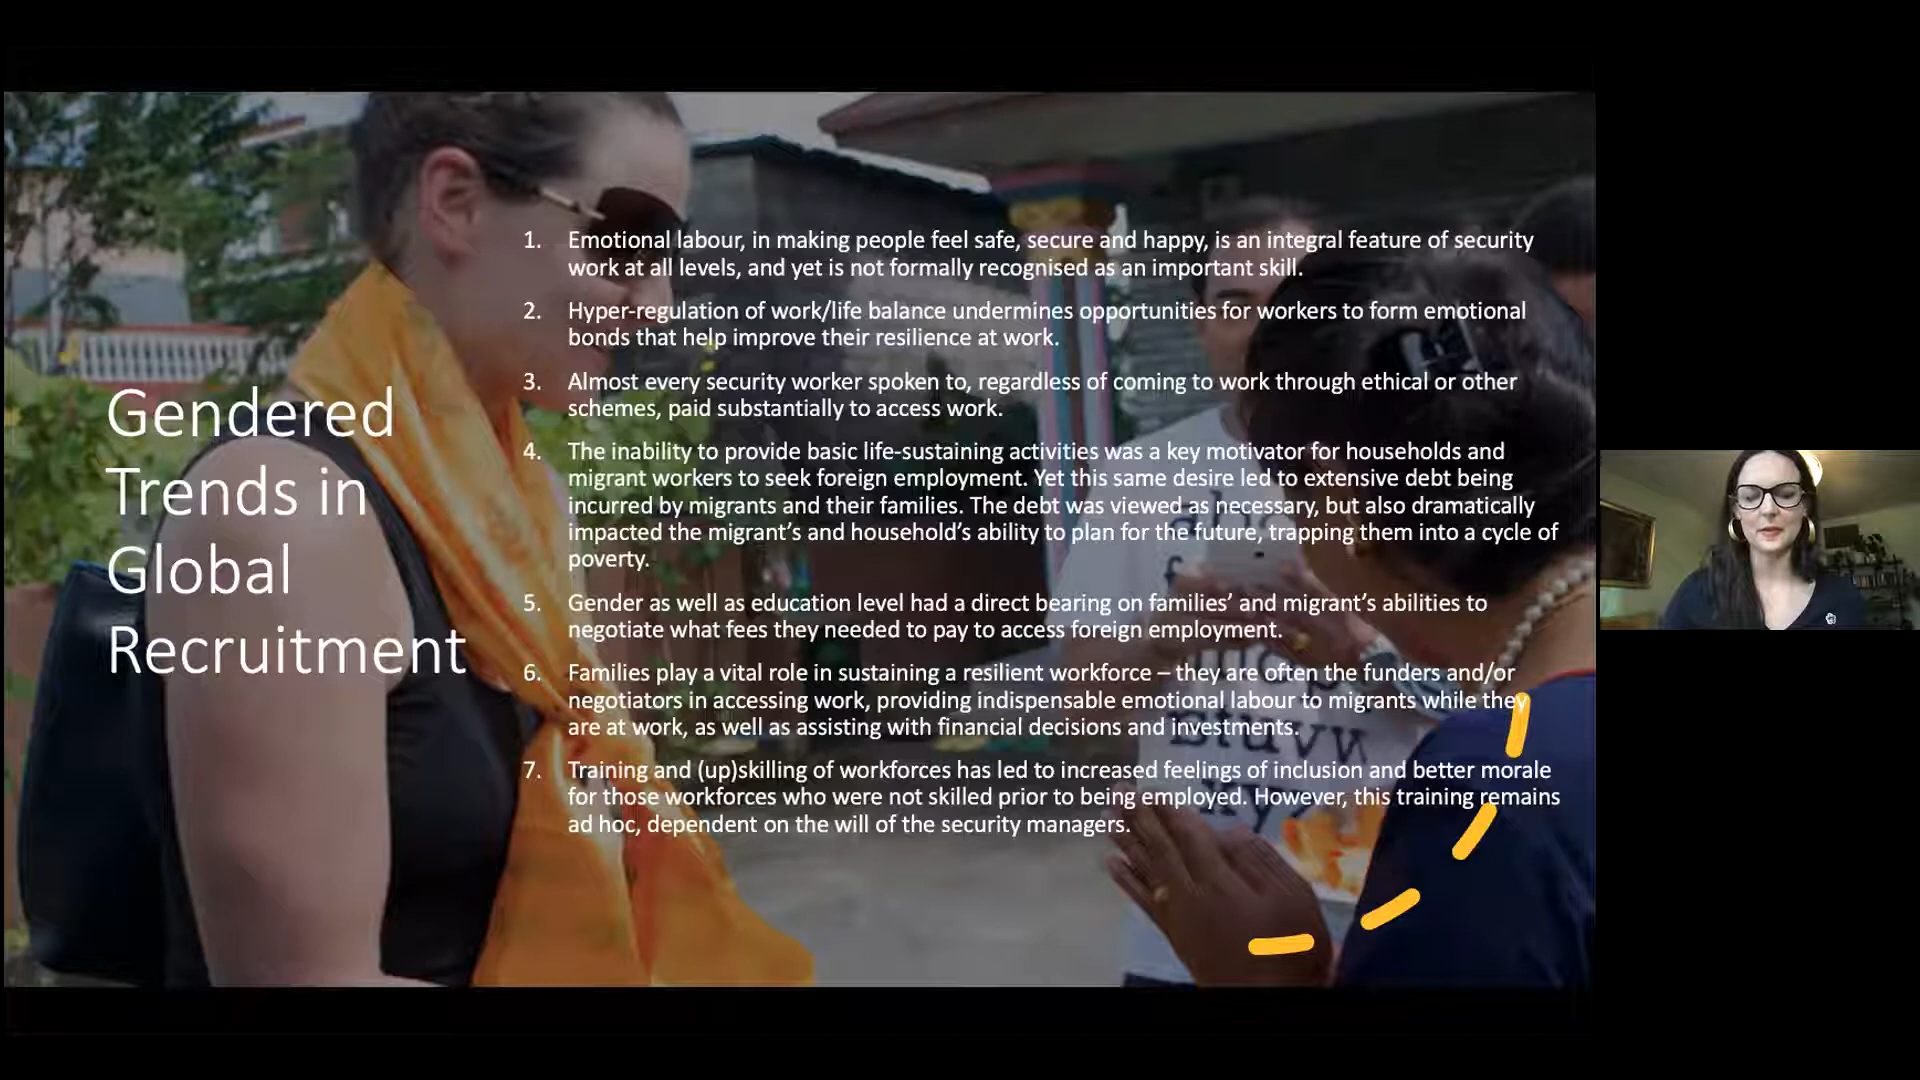 Gendered
Trends in
Global
Recruitment
1. Emotional labour, in making people feel safe, secure and happy, is an integral feature of security
work at all levels, and yet is not formally recognised as an important skill.
2. Hyper-regulation of work/life balance undermines opportunities for workers to form emotional
bonds that help improve their resilience at work.
3. Almost every security worker spoken to, regardless of coming to work through ethical or other
schemes, paid substantially to access work.
4. The inability to provide basic life-sustaining activities was a key motivator for households and
migrant workers to seek foreign employment. Yet this same desire led to extensive debt being
incurred by migrants and their families. The debt was viewed as necessary, but also dramatically
impacted the migrant’s and household’s ability to plan for the future, trapping them into a cycle of
poverty.
5. Gender as well as education level had a direct bearing on families’ and migrant’s abilities to
negotiate what fees they needed to pay to access foreign employment.
6. Families play a vital role in sustaining a resilient workforce – they are often the funders and/or
negotiators in accessing work, providing indispensable emotional labour to migrants while they
are at work, as well as assisting with financial decisions and investments.
7. Training and (up)skilling of workforces has led to increased feelings of inclusion and better morale
for those workforces who were not skilled prior to being employed. However, this training remains
ad hoc, dependent on the will of the security managers.